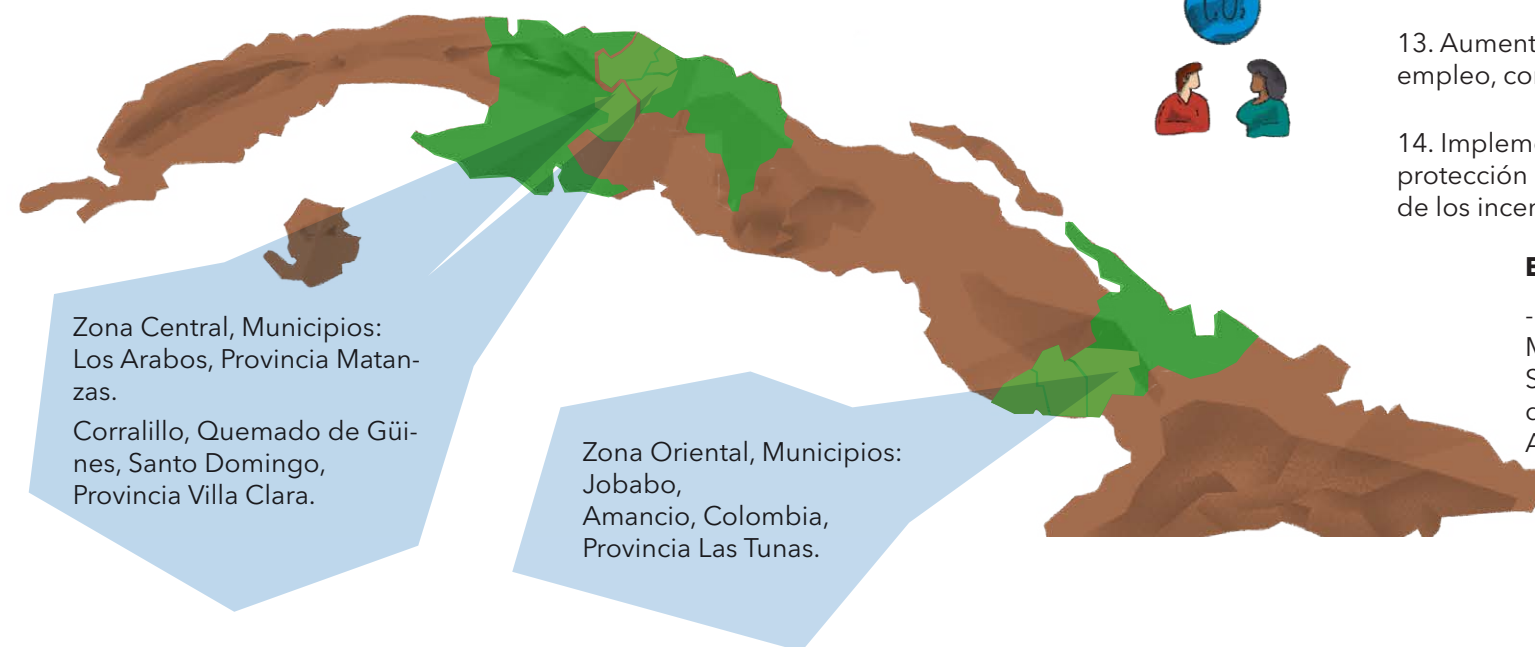 13. Aument
empleo, co
14. Impleme
protección
de los incer
Zona Central, Municipios:
Los Arabos, Provincia Matan-
zas.
Corralillo, Quemado de Güi-
nes, Santo Domingo,
Provincia Villa Clara.
Zona Oriental, Municipios:
Jobabo,
Amancio, Colombia,
Provincia Las Tunas.